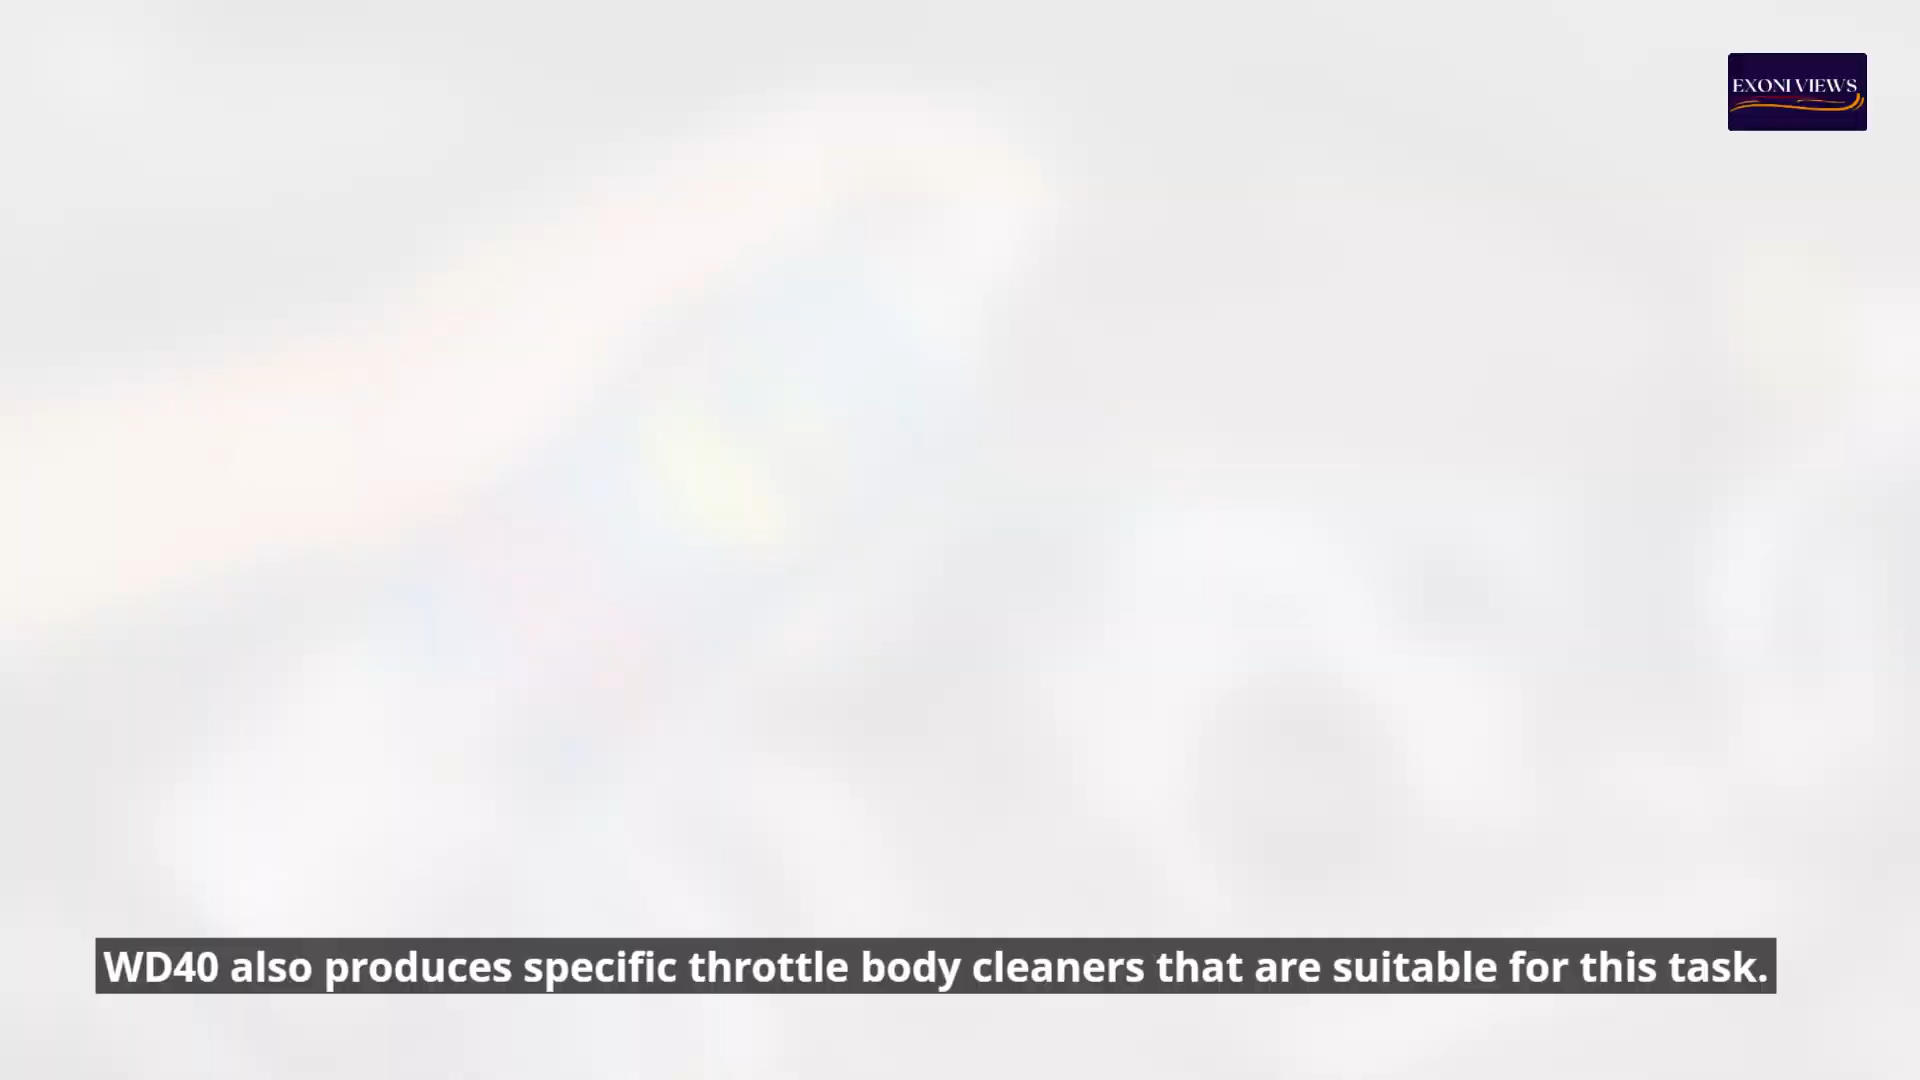 EXONI VIEWS
WD40 also produces specific throttle body cleaners that are suitable for this task.